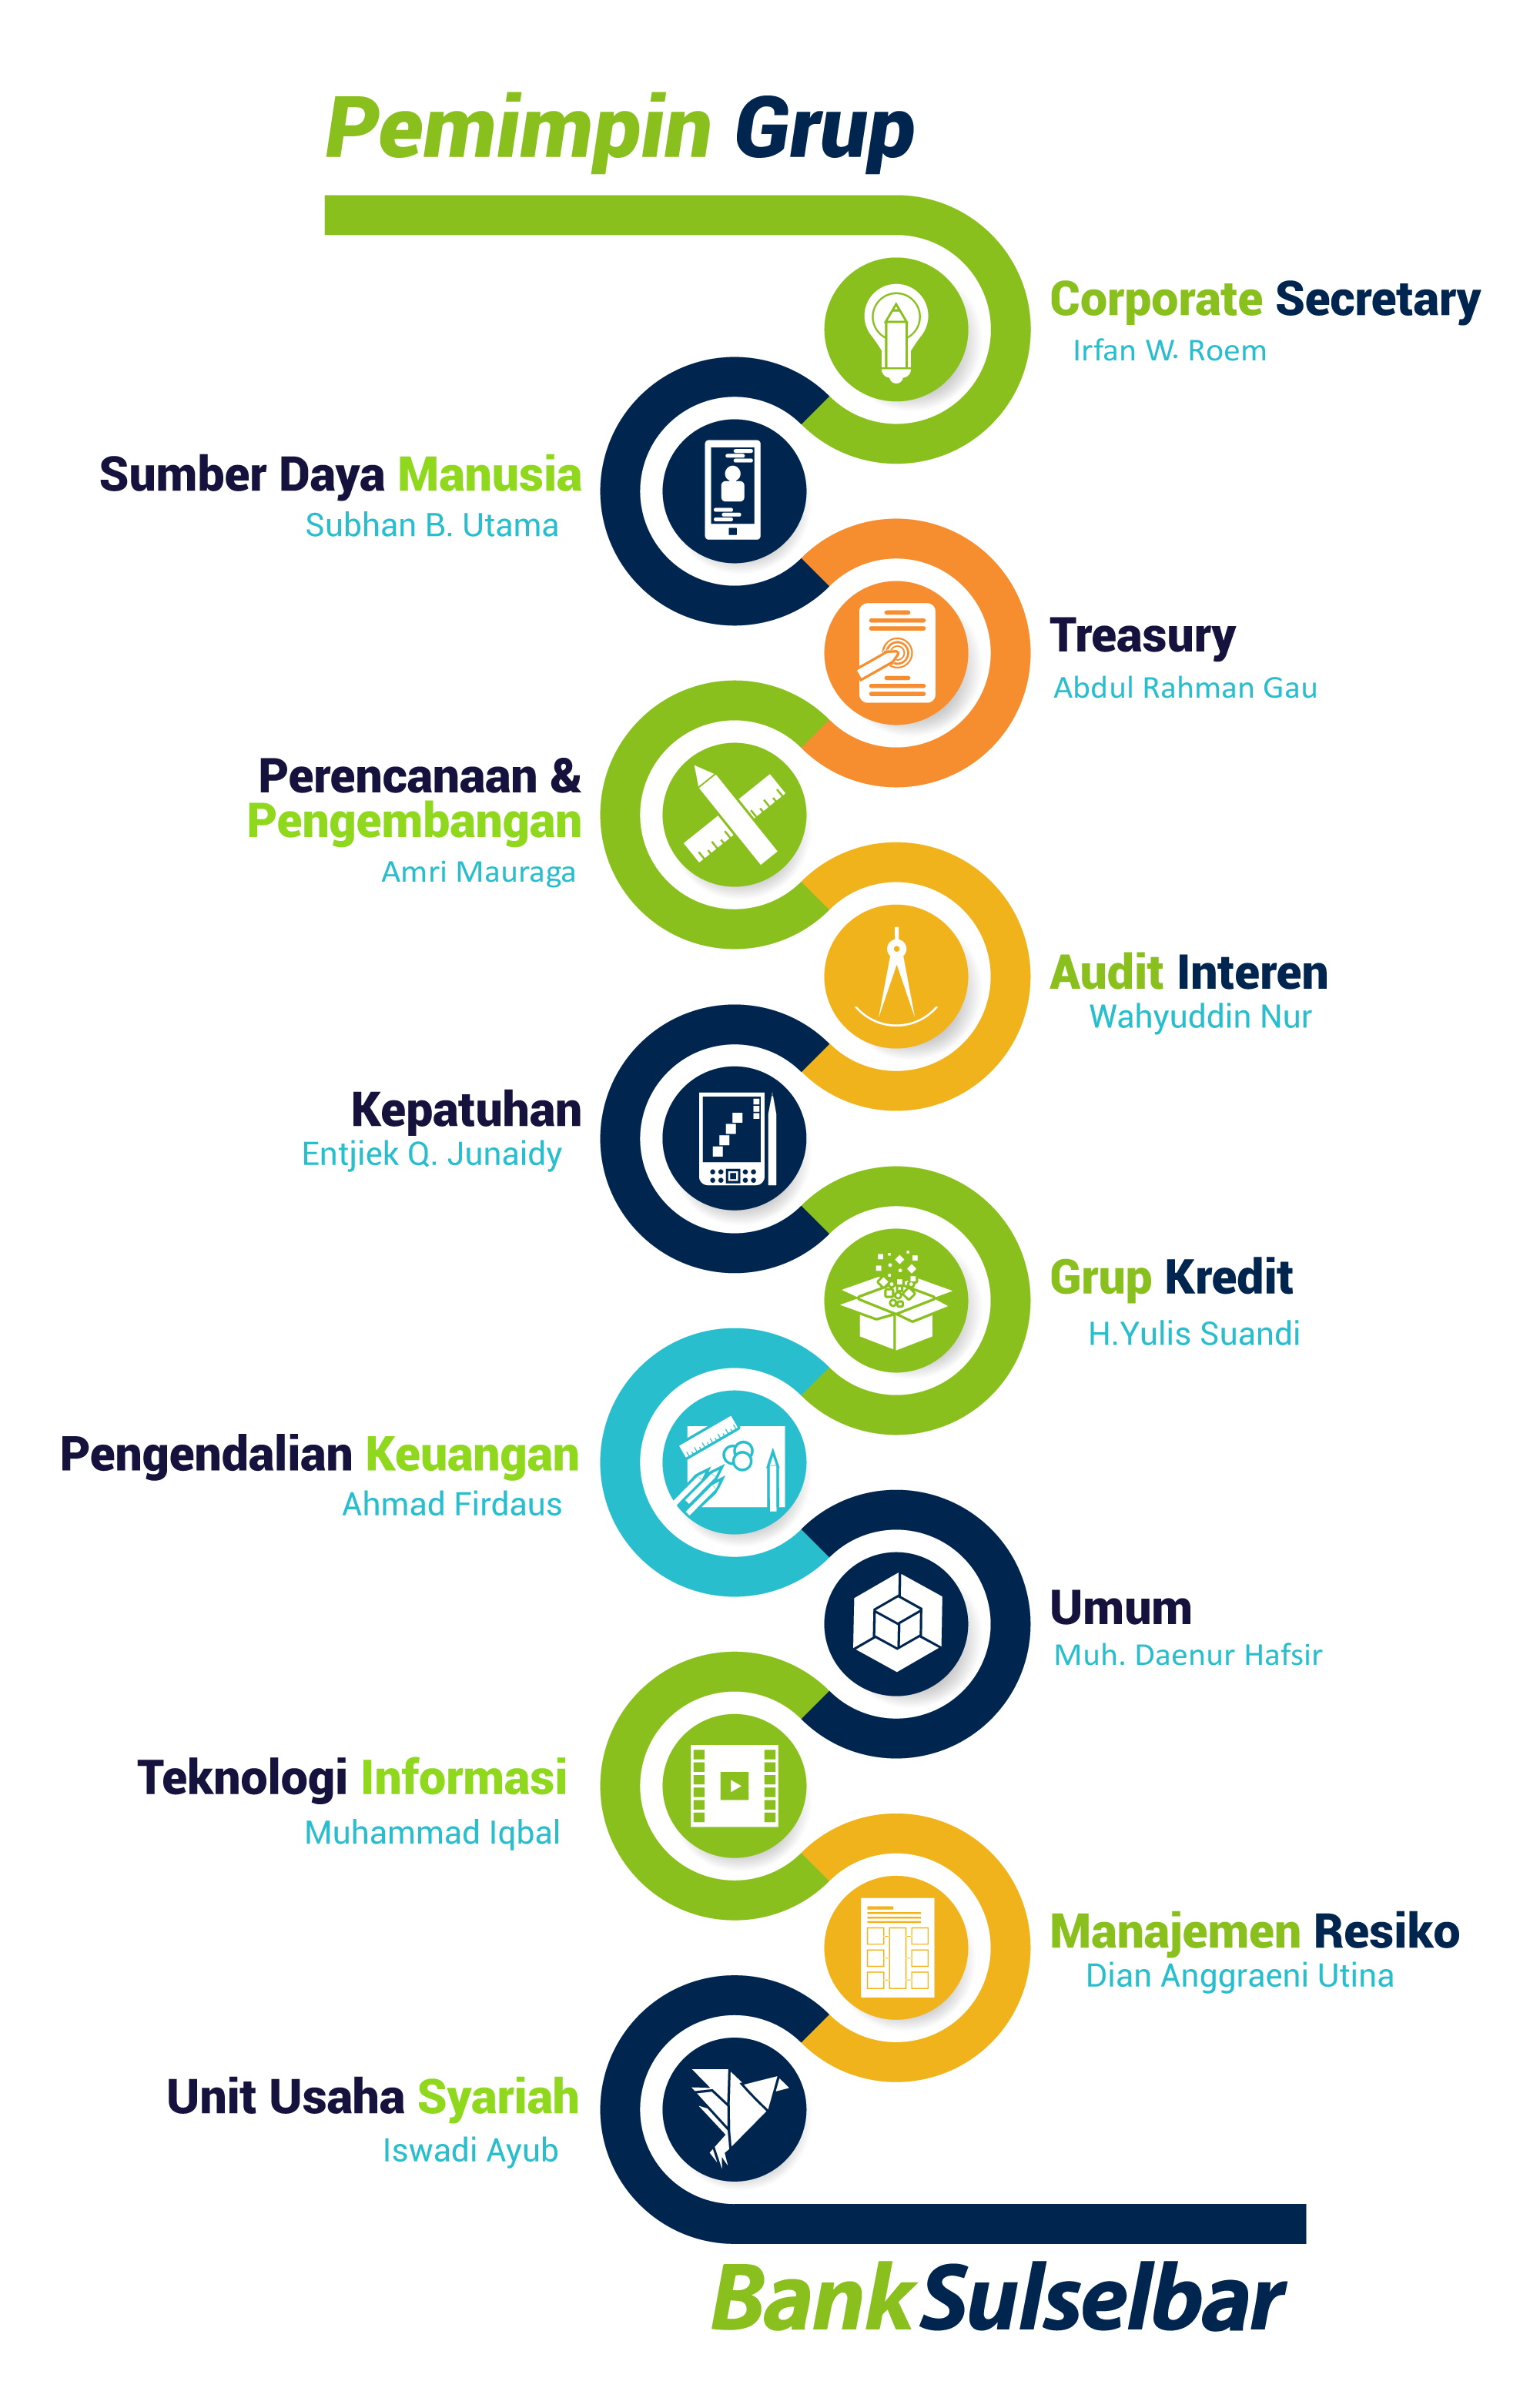 Pemimpin Grup
Corporate Secretary
Irfan W. Roem
Sumber Daya Manusia
Subhan B. Utama
Treasury
Abdul Rahman Gau
Perencanaan &
Pengembangan
Amri Mauraga
Audit Interen
Wahyuddin Nur
Kepatuhan
Entjiek Q. Junaidy
Grup Kredit
H.Yulis Suandi
Pengendalian Keuangan
Ahmad Firdaus
Umum
Muh. Daenur Hafsir
Teknologi Informasi
Muhammad Iqbal
Manajemen Resiko
Dian Anggraeni Utina
Unit Usaha Syariah
Iswadi Ayub
Bank Sulselbar